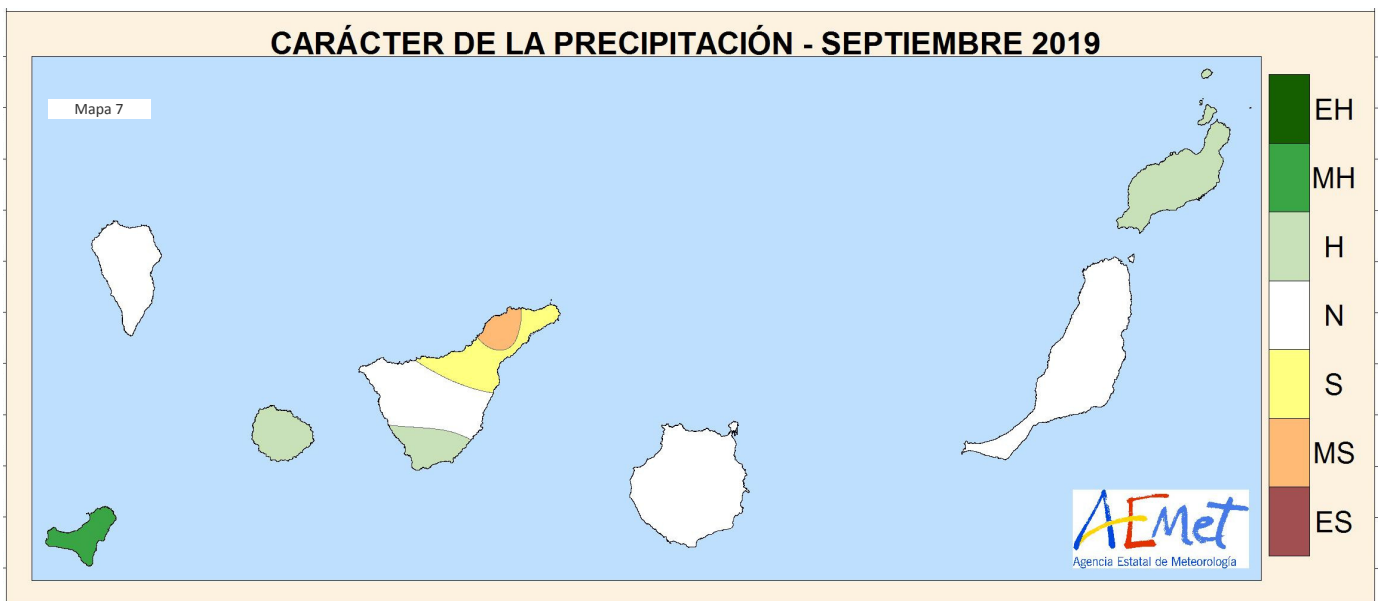 CARÁCTER DE LA PRECIPITACIÓN - SEPTIEMBRE 2019
Mapa 7
EH
MH
H
N
S
MS
ES
AEMet
Agencia Estatal de Meteorología